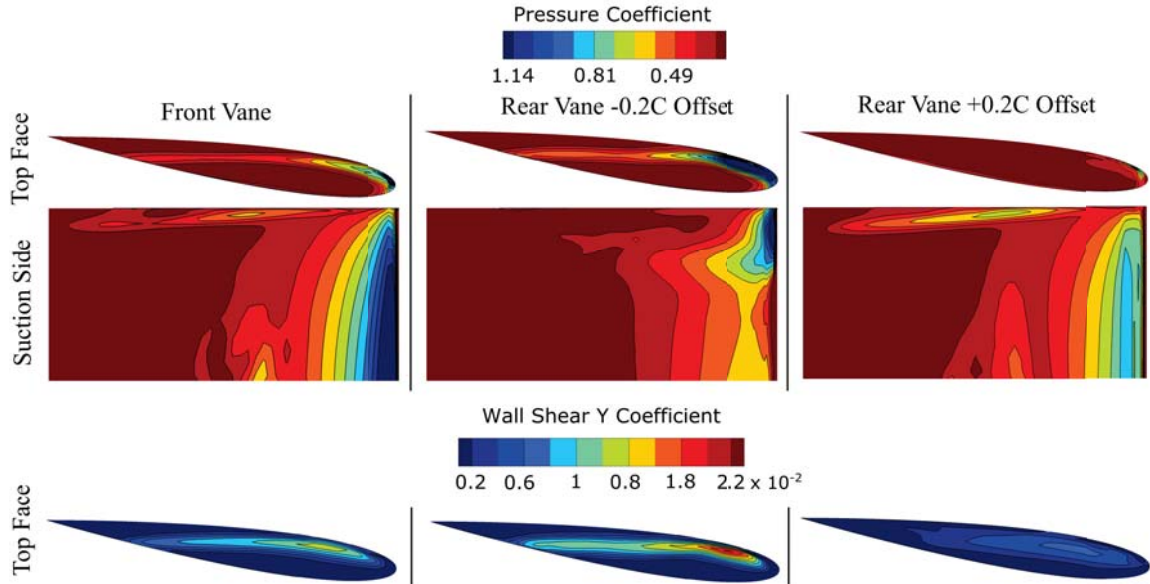 Pressure Coefficient
1.14 0.81 0.49
Front Vane
Rear Vane -0.2C Offset
Rear Vane +0.2C Offset
Top Face
Suction Side
Wall Shear Y Coefficient
0.2 0.6 1 0.8 1.8 2.2 x 10⁻²
Top Face